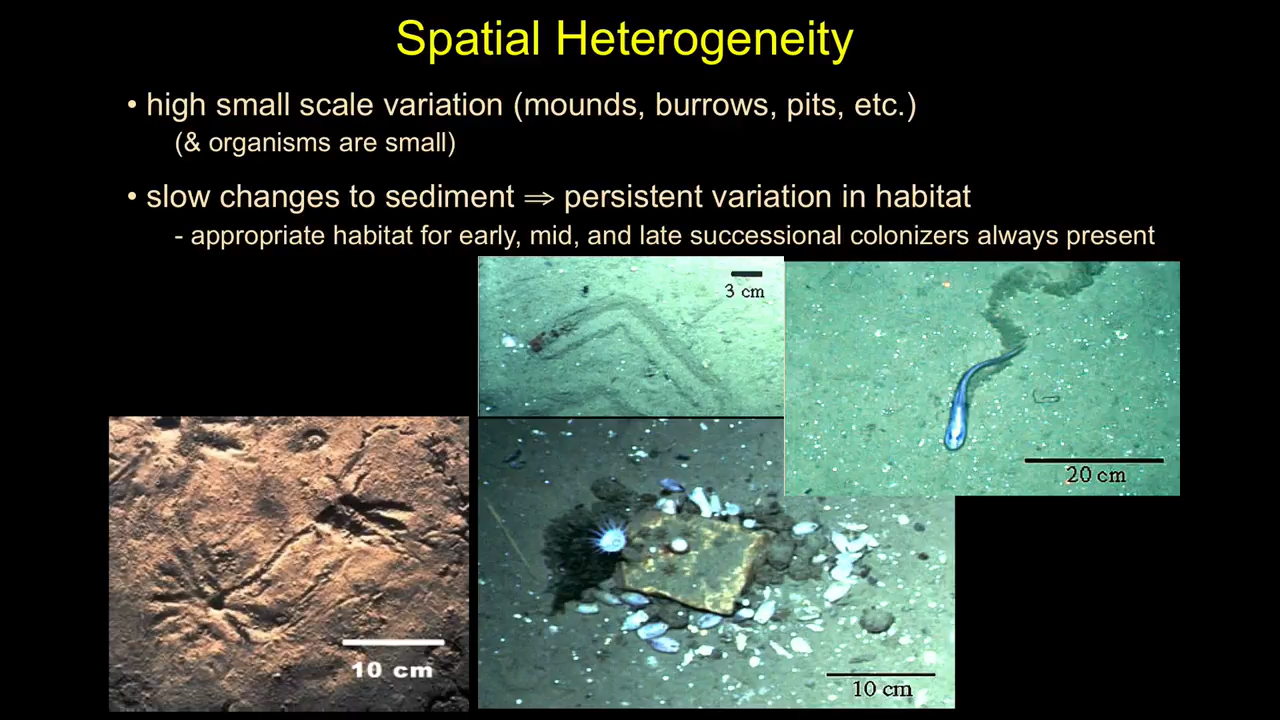 Spatial Heterogeneity
• high small scale variation (mounds, burrows, pits, etc.)
(& organisms are small)
• slow changes to sediment ⇒ persistent variation in habitat
- appropriate habitat for early, mid, and late successional colonizers always present
3 cm
20 cm
10 cm
10 cm